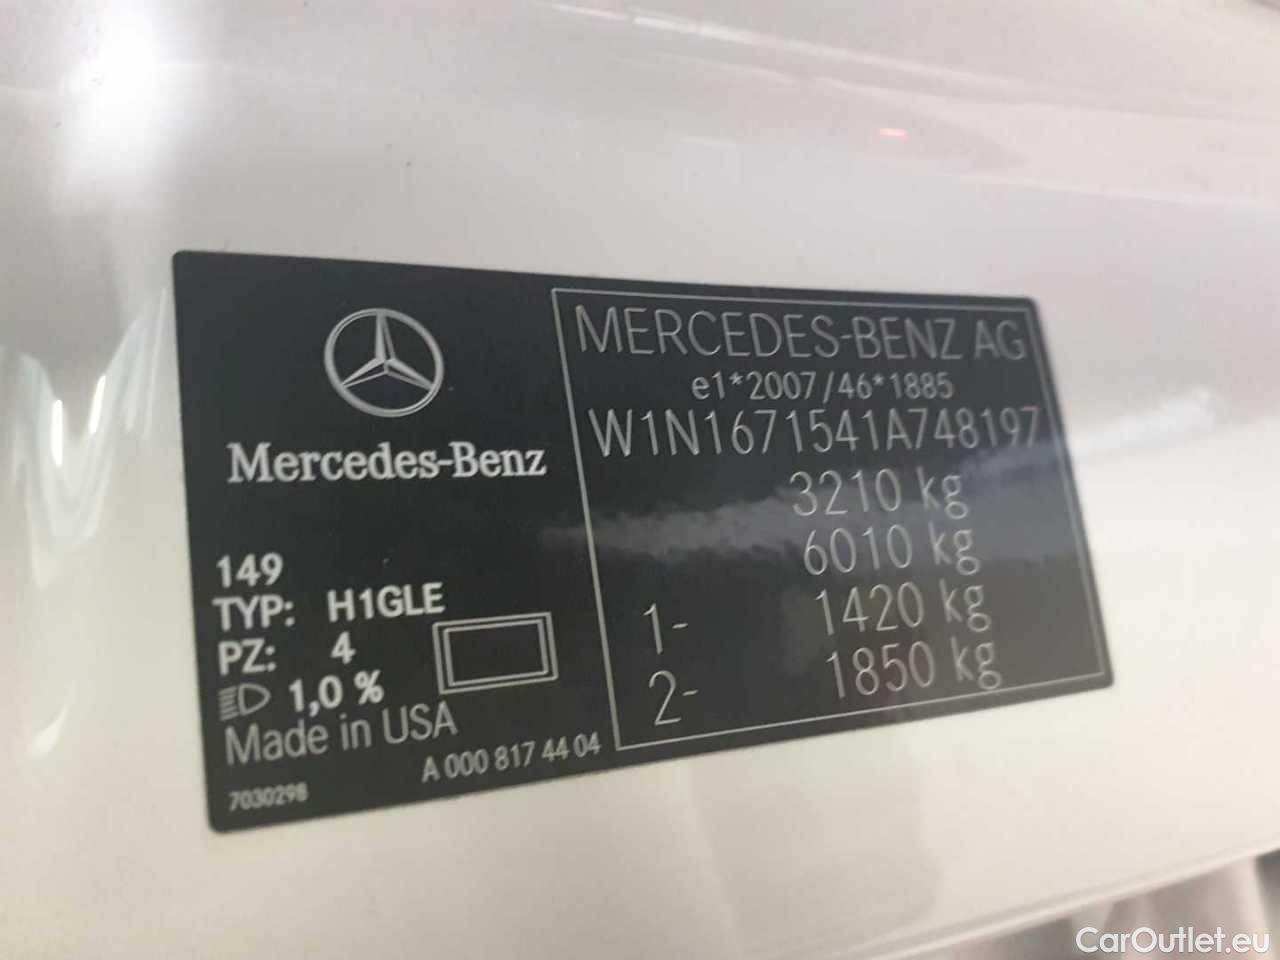 Mercedes-Benz
149
TYP: H1GLE
PZ: 4
1,0 %
Made in USA
7030298
A 000 817 44 04
MERCEDES-BENZ AG
e1*2007/46*1885
W1N1671541A748197
3210 kg
6010 kg
1- 1420 kg
2- 1850 kg
CarOutlet.eu